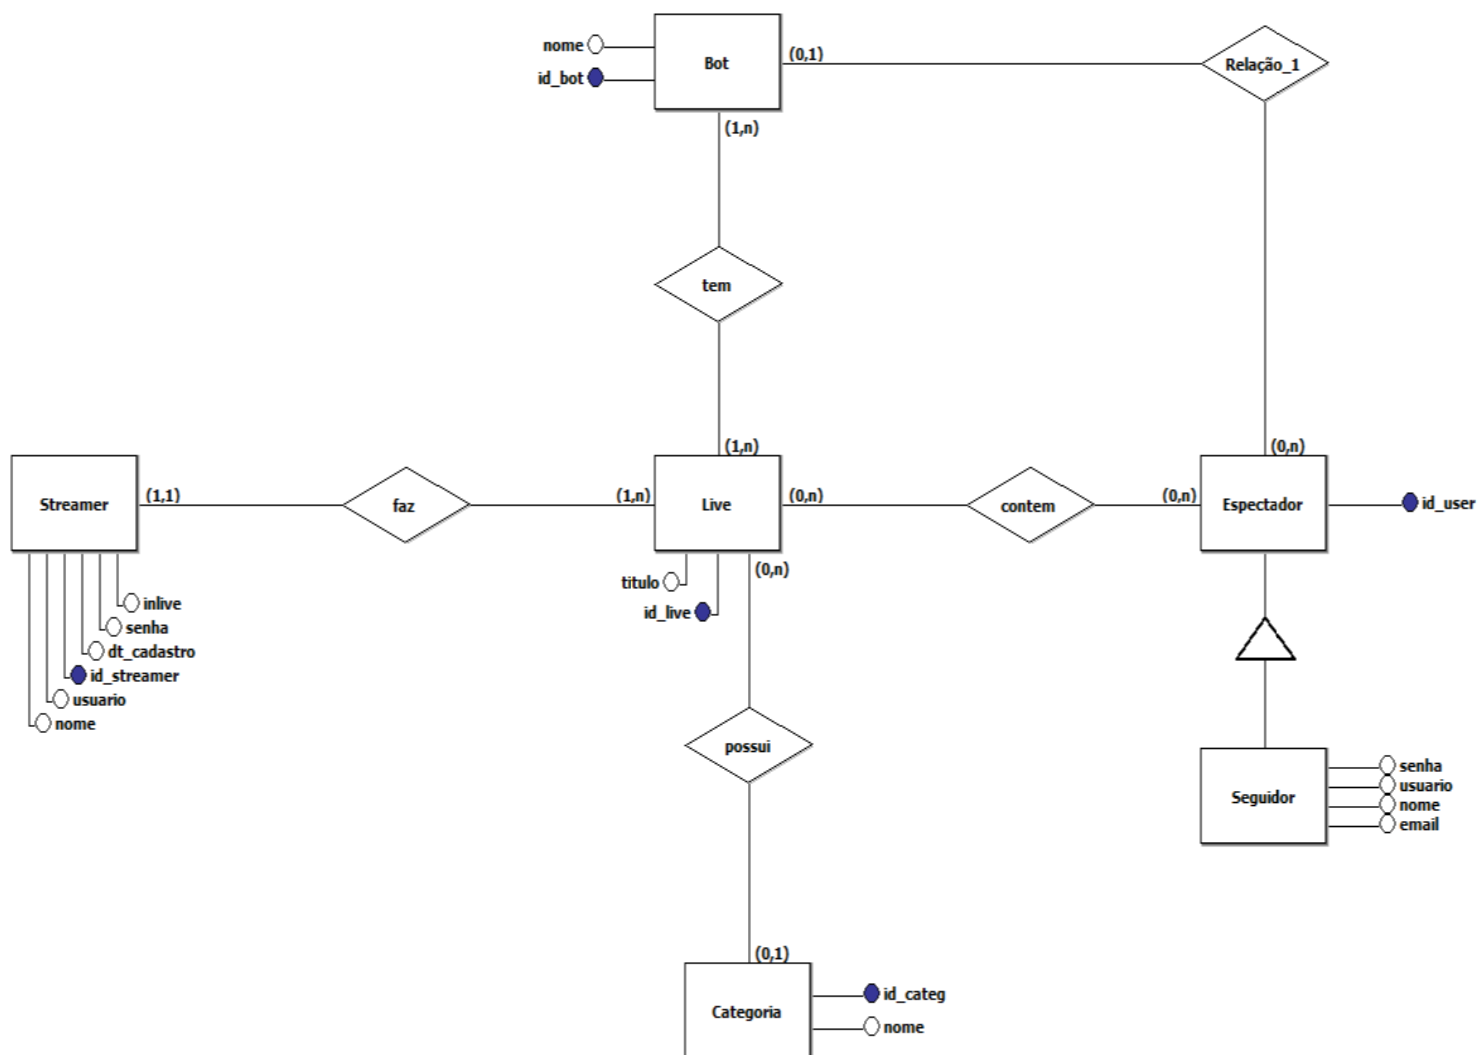 nome
id_bot
Bot
(0,1)
Relação_1
(1,n)
tem
(1,n)
(0,n)
Streamer
(1,1)
faz
(1,n)
Live
(0,n)
contem
(0,n)
Espectador
id_user
titulo
id_live
(0,n)
inlive
senha
dt_cadastro
id_streamer
usuario
nome
possui
Seguidor
senha
usuario
nome
email
(0,1)
Categoria
id_categ
nome